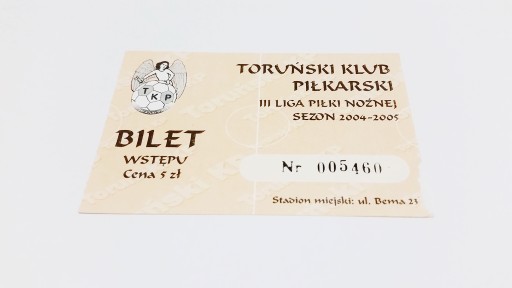 TKP
BILET
WSTĘPU
Cena 5 zł
TORUŃSKI KLUB
PIŁKARSKI
III LIGA PIŁKI NOŻNEJ
SEZON 2004-2005
Nr 005460
Stadion miejski: ul. Bema 23